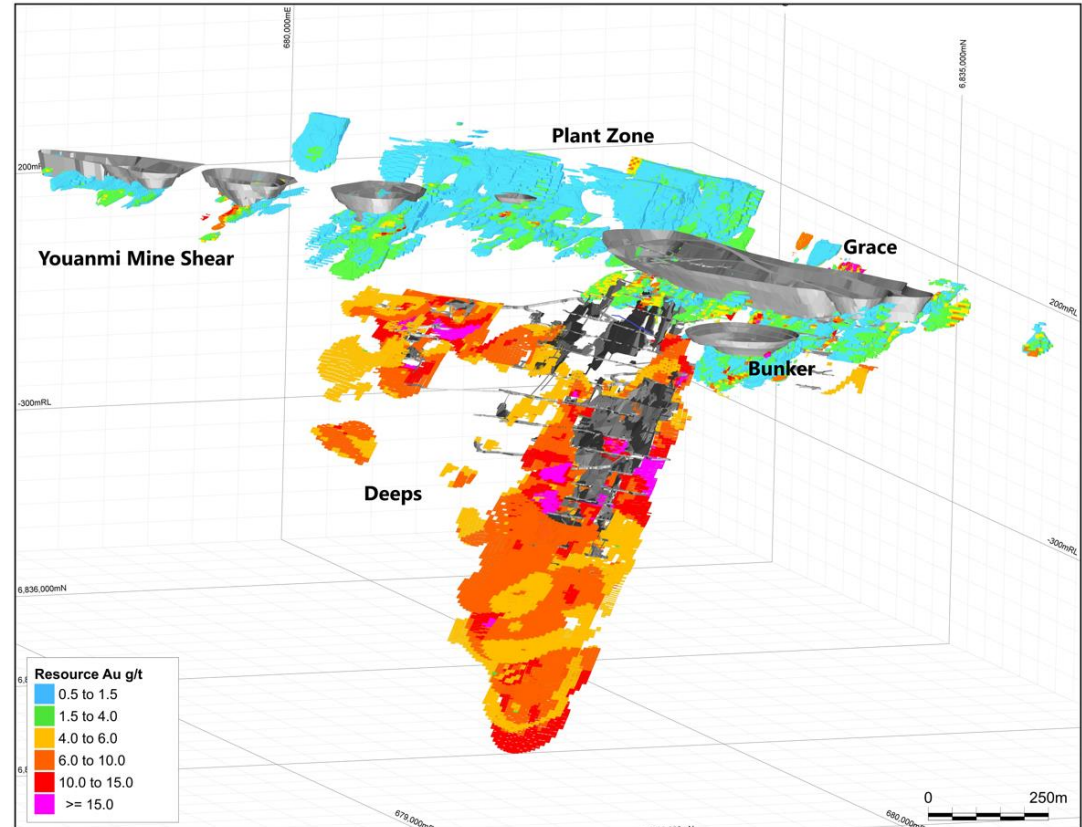 680,000mE
6,835,000mN
Plant Zone
200mRL
Grace
Youanmi Mine Shear
200mRL
Bunker
-300mRL
Deeps
-300mRL
6,836,000mN
Resource Au g/t
0.5 to 1.5
1.5 to 4.0
4.0 to 6.0
6.0 to 10.0
10.0 to 15.0
>= 15.0
0 250m